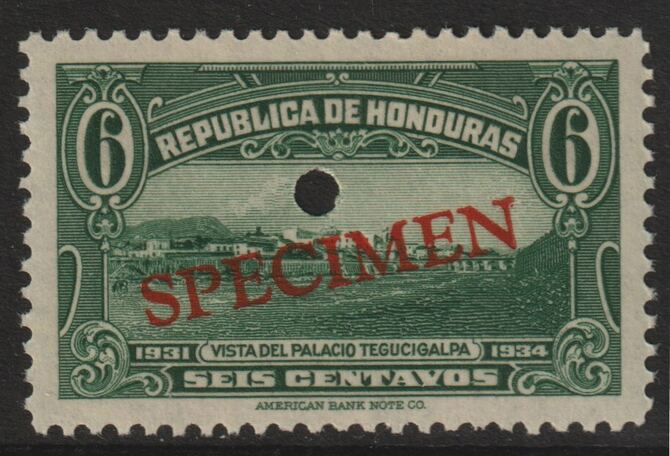 REPUBLICA DE HONDURAS
6 6
SPECIMEN
1931 VISTA DEL PALACIO TEGUCIGALPA 1934
SEIS CENTAVOS
AMERICAN BANK NOTE CO.